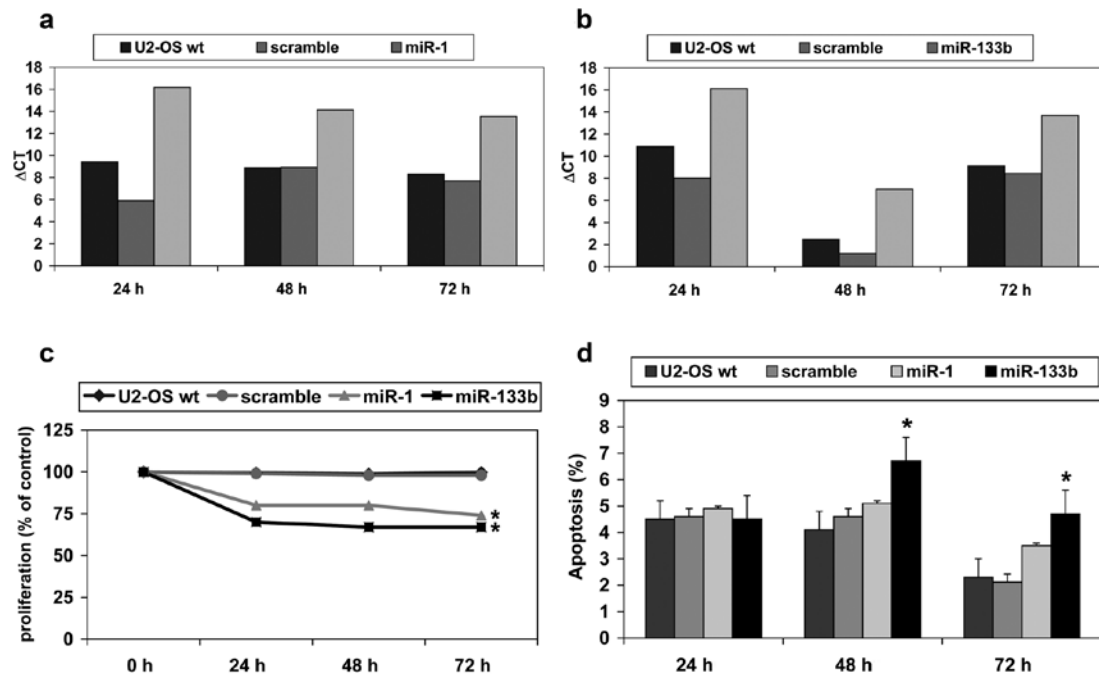 a
U2-OS wt scramble miR-1
18
16
14
12
10
8
6
4
2
0
ΔCT
24 h 48 h 72 h
b
U2-OS wt scramble miR-133b
18
16
14
12
10
8
6
4
2
0
ΔCT
24 h 48 h 72 h
c
U2-OS wt scramble miR-1 miR-133b
125
100
75
50
25
0
proliferation (% of control)
*
*
0 h 24 h 48 h 72 h
d
U2-OS wt scramble miR-1 miR-133b
9
8
7
6
5
4
3
2
1
0
Apoptosis (%)
*
*
24 h 48 h 72 h